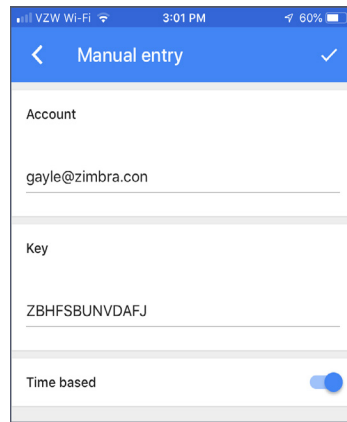 VZW Wi-Fi 3:01 PM 60%
Manual entry
Account
gayle@zimbra.con
Key
ZBHFSBUNVDAFJ
Time based